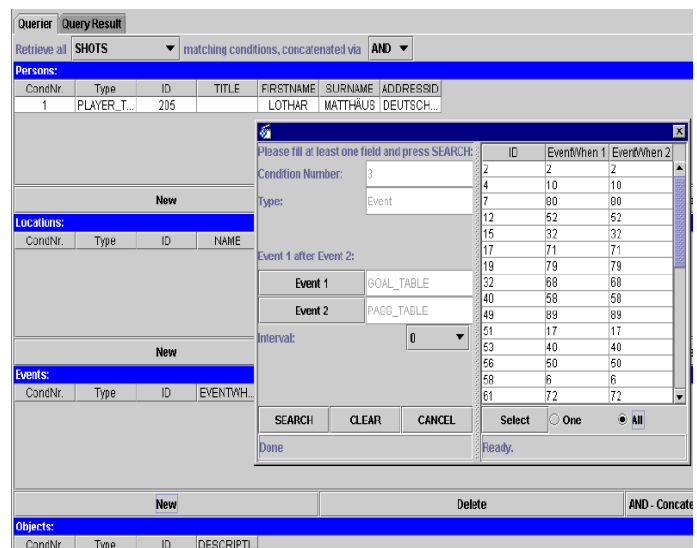 Querier Query Result
Retrieve all SHOTS matching conditions, concatenated via AND
Persons:
CondNr. Type ID TITLE FIRSTNAME SURNAME ADDRESSID
1 PLAYER_T... 205 LOTHAR MATTHÄUS DEUTSCH...
New
Locations:
CondNr. Type ID NAME
New
Events:
CondNr. Type ID EVENTWH...
New Delete AND - Concate
Objects:
CondNr. Type ID DESCRIPTI...
Please fill at least one field and press SEARCH:
Condition Number: 3
Type: Event
Event 1 after Event 2:
Event 1 GOAL_TABLE
Event 2 PASS_TABLE
Interval: 0
SEARCH CLEAR CANCEL
Done
ID EventWhen 1 EventWhen 2
2 2 2
4 10 10
7 80 80
12 52 52
15 32 32
17 71 71
19 79 79
32 68 68
40 58 58
49 89 89
51 17 17
53 40 40
56 50 50
58 6 6
61 72 72
Select One All
Ready.